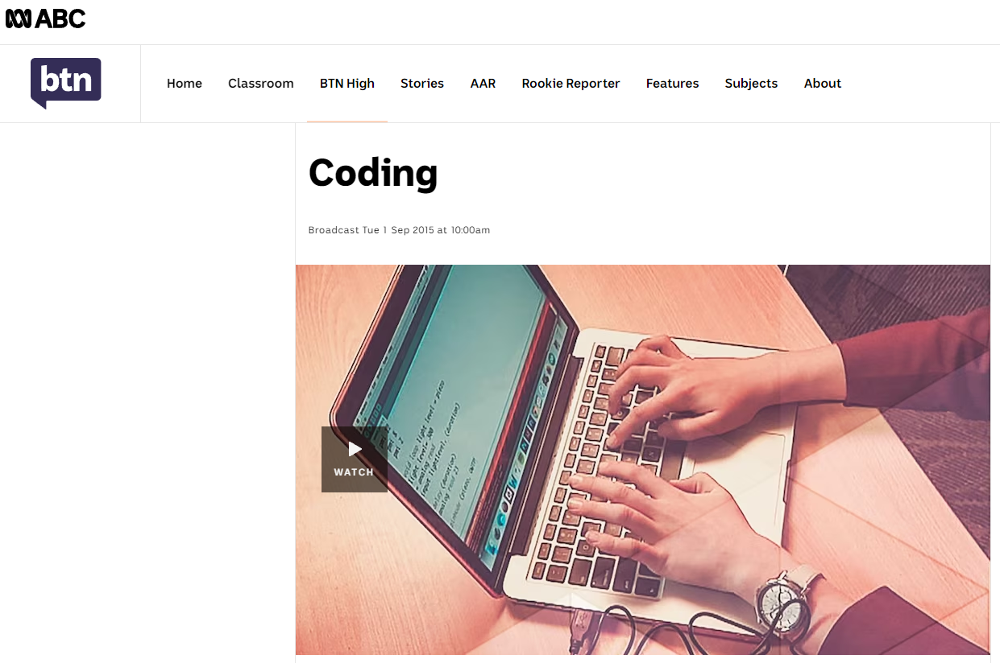 ABC
btn
Home Classroom BTN High Stories AAR Rookie Reporter Features Subjects About
Coding
Broadcast Tue 1 Sep 2015 at 10:00am
WATCH